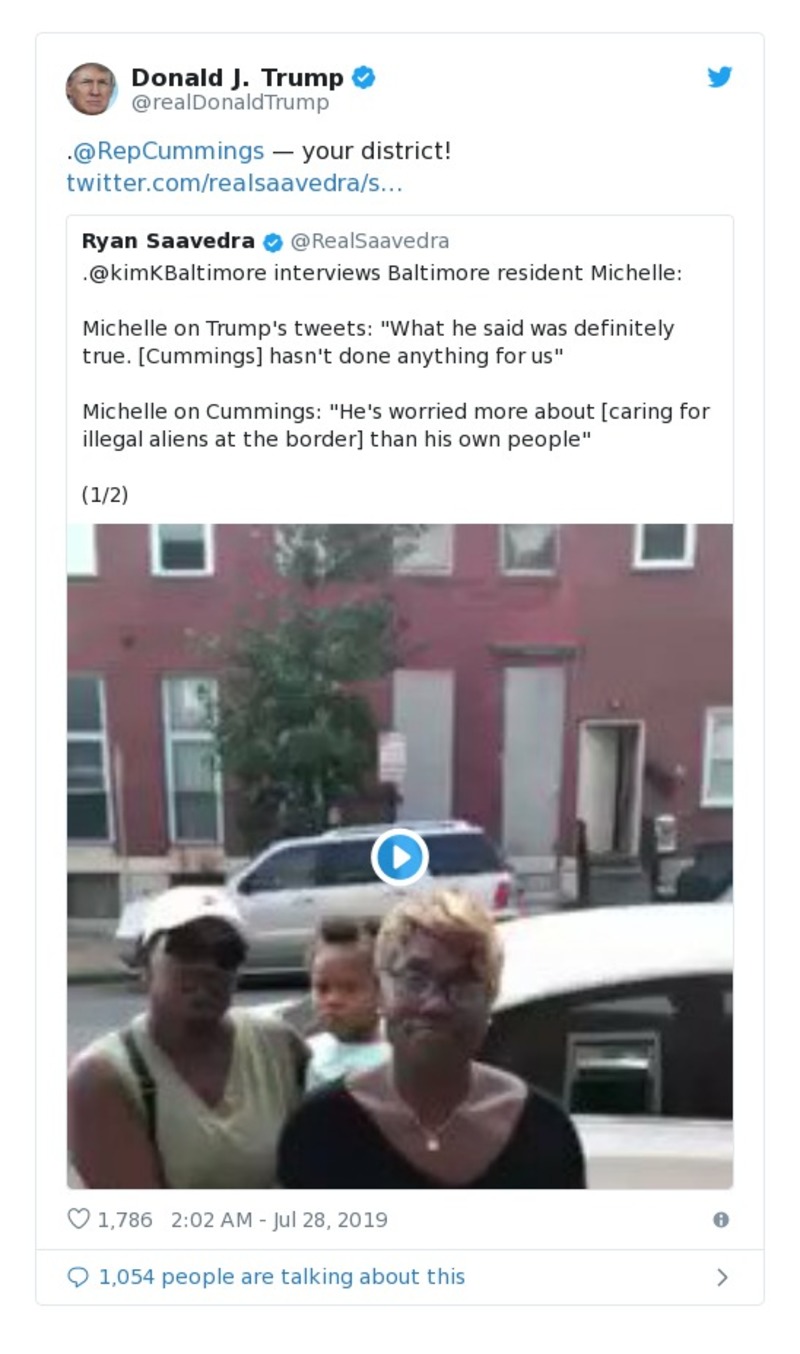 Donald J. Trump
@realDonaldTrump
.@RepCummings — your district!
twitter.com/realsaavedra/s…
Ryan Saavedra @RealSaavedra
.@kimKBaltimore interviews Baltimore resident Michelle:
Michelle on Trump's tweets: "What he said was definitely
true. [Cummings] hasn't done anything for us"
Michelle on Cummings: "He's worried more about [caring for
illegal aliens at the border] than his own people"
(1/2)
1,786 2:02 AM - Jul 28, 2019
1,054 people are talking about this